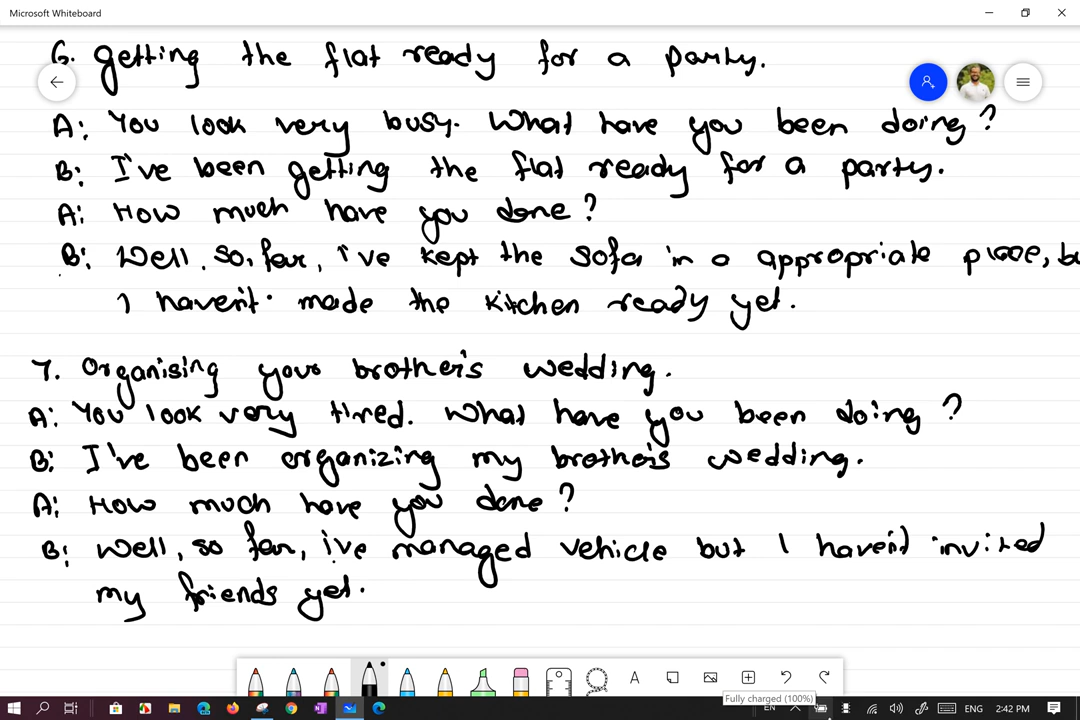 Microsoft Whiteboard
6. getting the flat ready for a party.
A: You look very busy. What have you been doing?
B: I've been getting the flat ready for a party.
A: How much have you done?
B: Well, so, far, I've kept the sofa in a appropriate place, bu
I haven't made the kitchen ready yet.
7. Organising your brother's wedding.
A: You look very tired. What have you been doing?
B: I've been organizing my brother's wedding.
A: How much have you done?
B: Well, so far, i've managed vehicle but I haven't invited
my friends yet.
A
Fully charged (100%)
EN
ENG
2:42 PM